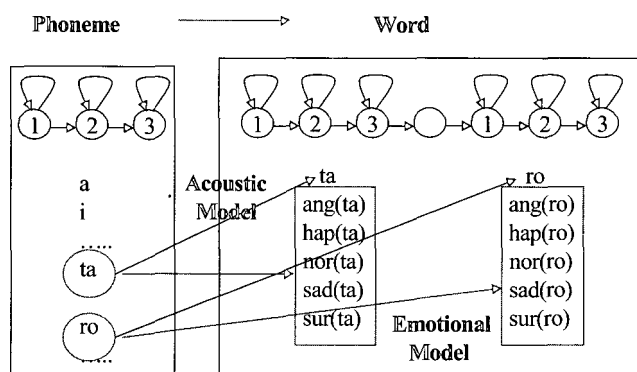 Phoneme Word
1 2 3 1 2 3 1 2 3
a
i
.....
ta
ro
.....
Acoustic
Model
ta
ang(ta)
hap(ta)
nor(ta)
sad(ta)
sur(ta)
ro
ang(ro)
hap(ro)
nor(ro)
sad(ro)
sur(ro)
Emotional
Model